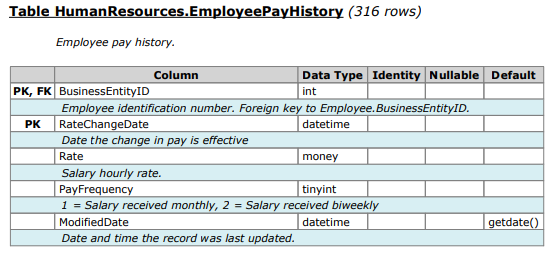 Table HumanResources.EmployeePayHistory (316 rows)
Employee pay history.
Column Data Type Identity Nullable Default
PK, FK BusinessEntityID int
Employee identification number. Foreign key to Employee.BusinessEntityID.
PK RateChangeDate datetime
Date the change in pay is effective
Rate money
Salary hourly rate.
PayFrequency tinyint
1 = Salary received monthly, 2 = Salary received biweekly
ModifiedDate datetime getdate()
Date and time the record was last updated.